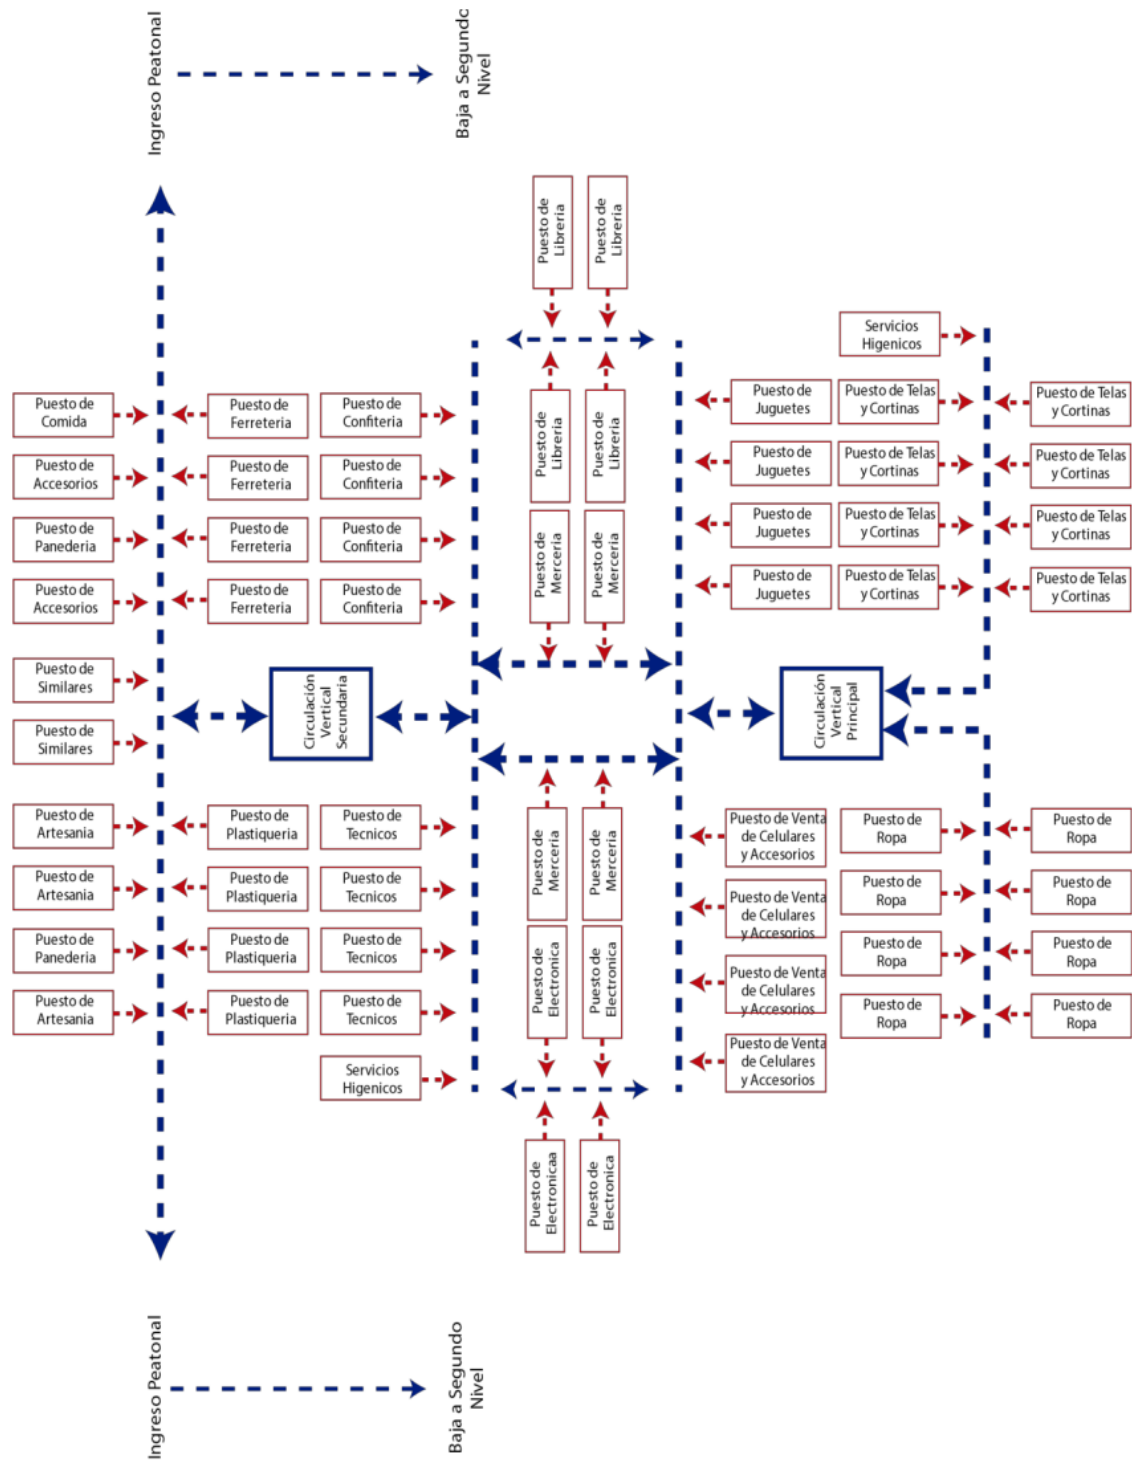 Ingreso Peatonal
Baja a Segundo
Nivel
Puesto de
Libreria
Puesto de
Libreria
Servicios
Higenicos
Puesto de
Comida
Puesto de
Ferreteria
Puesto de
Confiteria
Puesto de
Libreria
Puesto de
Libreria
Puesto de
Juguetes
Puesto de Telas
y Cortinas
Puesto de Telas
y Cortinas
Puesto de
Accesorios
Puesto de
Ferreteria
Puesto de
Confiteria
Puesto de
Juguetes
Puesto de Telas
y Cortinas
Puesto de Telas
y Cortinas
Puesto de
Panederia
Puesto de
Ferreteria
Puesto de
Confiteria
Puesto de
Merceria
Puesto de
Merceria
Puesto de
Juguetes
Puesto de Telas
y Cortinas
Puesto de Telas
y Cortinas
Puesto de
Accesorios
Puesto de
Ferreteria
Puesto de
Confiteria
Puesto de
Juguetes
Puesto de Telas
y Cortinas
Puesto de Telas
y Cortinas
Puesto de
Similares
Puesto de
Similares
Circulación
Vertical
Secundaria
Circulación
Vertical
Principal
Puesto de
Artesania
Puesto de
Plastiqueria
Puesto de
Tecnicos
Puesto de
Merceria
Puesto de
Merceria
Puesto de Venta
de Celulares
y Accesorios
Puesto de
Ropa
Puesto de
Ropa
Puesto de
Artesania
Puesto de
Plastiqueria
Puesto de
Tecnicos
Puesto de Venta
de Celulares
y Accesorios
Puesto de
Ropa
Puesto de
Ropa
Puesto de
Panederia
Puesto de
Plastiqueria
Puesto de
Tecnicos
Puesto de
Electronica
Puesto de
Electronica
Puesto de Venta
de Celulares
y Accesorios
Puesto de
Ropa
Puesto de
Ropa
Puesto de
Artesania
Puesto de
Plastiqueria
Puesto de
Tecnicos
Puesto de Venta
de Celulares
y Accesorios
Puesto de
Ropa
Puesto de
Ropa
Servicios
Higenicos
Puesto de
Electronicaa
Puesto de
Electronica
Ingreso Peatonal
Baja a Segundo
Nivel